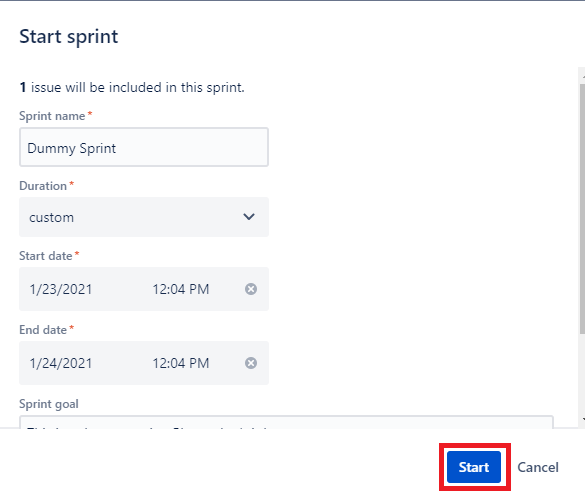 Start sprint
1 issue will be included in this sprint.
Sprint name*
Dummy Sprint
Duration*
custom
Start date*
1/23/2021 12:04 PM
End date*
1/24/2021 12:04 PM
Sprint goal
Start Cancel